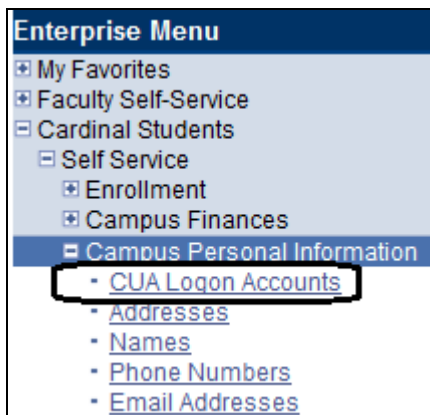 Enterprise Menu
My Favorites
Faculty Self-Service
Cardinal Students
Self Service
Enrollment
Campus Finances
Campus Personal Information
CUA Logon Accounts
Addresses
Names
Phone Numbers
Email Addresses